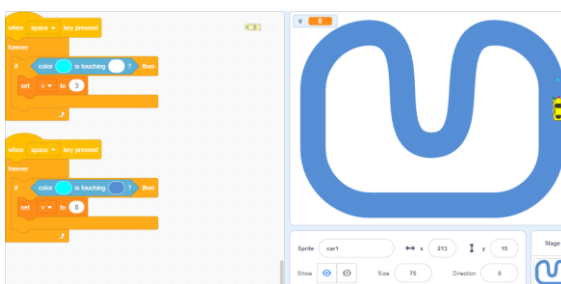 when space key pressed
forever
if color is touching ? then
set v to 3
when space key pressed
forever
if color is touching ? then
set v to 8
v 8
Sprite car1 x 213 y 15
Show Size 75 Direction 0
Stage